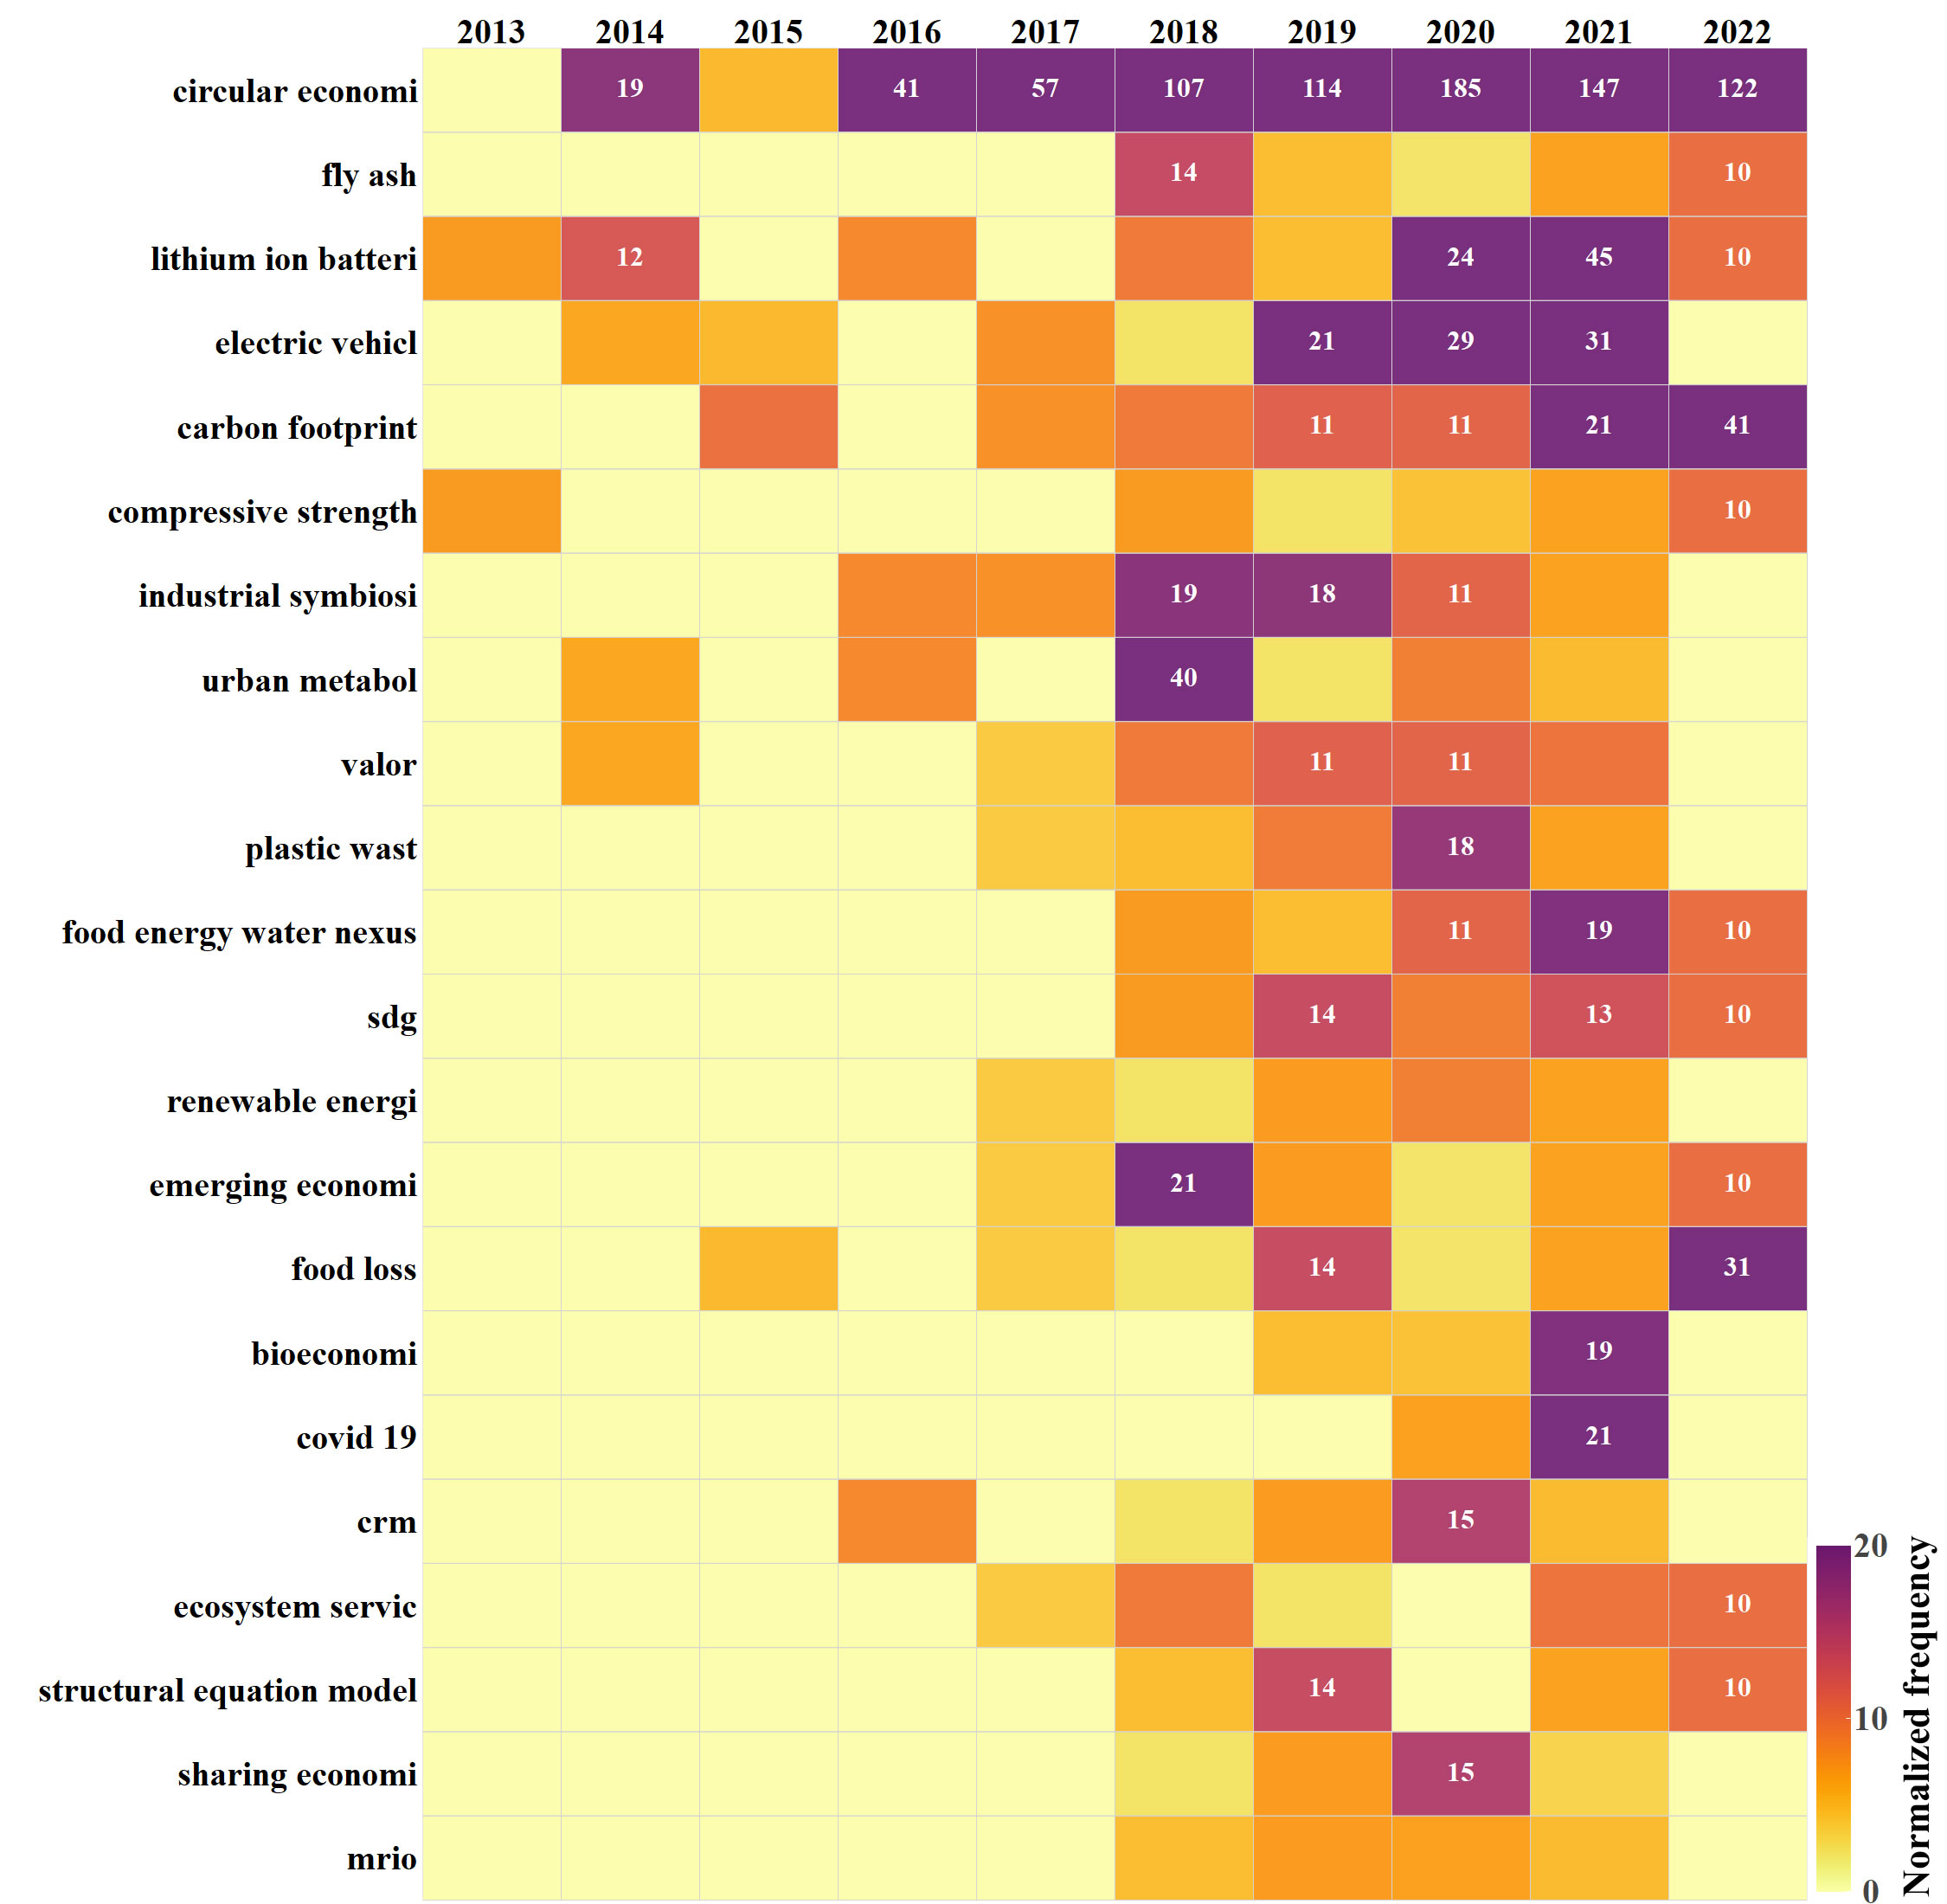 2013 2014 2015 2016 2017 2018 2019 2020 2021 2022
circular economi 19 41 57 107 114 185 147 122
fly ash 14 10
lithium ion batteri 12 24 45 10
electric vehicl 21 29 31
carbon footprint 11 11 21 41
compressive strength 10
industrial symbiosi 19 18 11
urban metabol 40
valor 11 11
plastic wast 18
food energy water nexus 11 19 10
sdg 14 13 10
renewable energi
emerging economi 21 10
food loss 14 31
bioeconomi 19
covid 19 21
crm 15
ecosystem servic 10
structural equation model 14 10
sharing economi 15
mrio
20
10
0
Normalized frequency